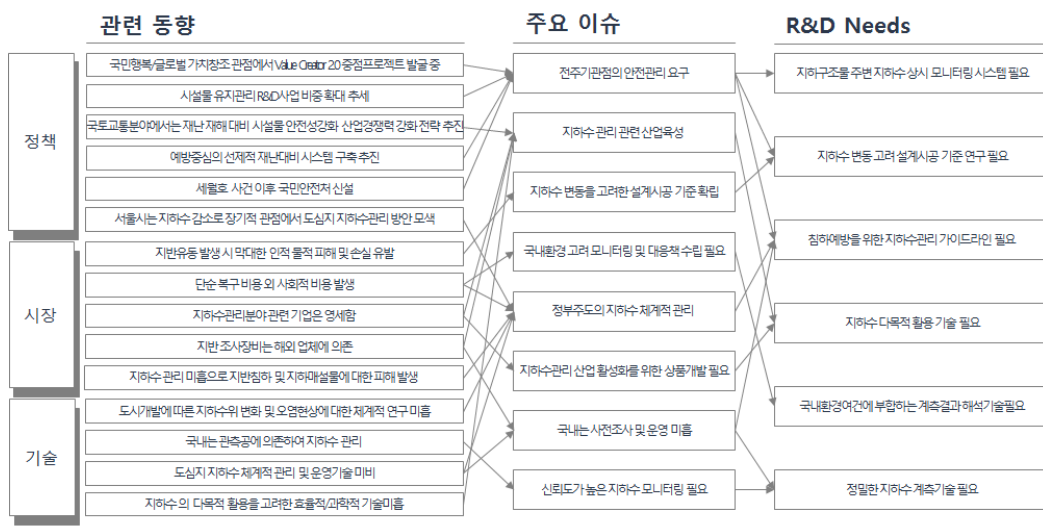 관련 동향
주요 이슈
R&D Needs
정책
국민행복/글로벌 가치창조 관점에서 Value Creator 2.0 중점프로젝트 발굴 중
시설물 유지관리 R&D사업 비중 확대 추세
국토교통분야에서는 재난 재해 대비 시설물 안전성강화 산업경쟁력 강화 전략 추진
예방중심의 선제적 재난대비 시스템 구축 추진
세월호 사건 이후 국민안전처 신설
서울시는 지하수 감소로 장기적 관점에서 도심지 지하수관리 방안 모색
시장
지반유동 발생 시 막대한 인적 물적 피해 및 손실 유발
단순 복구 비용 외 사회적 비용 발생
지하수관리분야 관련 기업은 영세함
지반 조사장비는 해외 업체에 의존
지하수 관리 미흡으로 지반침하 및 지하매설물에 대한 피해 발생
기술
도시개발에 따른 지하수위 변화 및 오염현상에 대한 체계적 연구 미흡
국내는 관측공에 의존하여 지하수 관리
도심지 지하수 체계적 관리 및 운영기술 미비
지하수의 다목적 활용을 고려한 효율적/과학적 기술미흡
전주기관점의 안전관리 요구
지하수 관리 관련 산업육성
지하수 변동을 고려한 설계시공 기준 확립
국내환경 고려 모니터링 및 대응책 수립 필요
정부주도의 지하수 체계적 관리
지하수관리 산업 활성화를 위한 상품개발 필요
국내는 사전조사 및 운영 미흡
신뢰도가 높은 지하수 모니터링 필요
지하구조물 주변 지하수 상시 모니터링 시스템 필요
지하수 변동 고려 설계시공 기준 연구 필요
침하예방을 위한 지하수관리 가이드라인 필요
지하수 다목적 활용 기술 필요
국내환경여건에 부합하는 계측결과 해석기술필요
정밀한 지하수 계측기술 필요